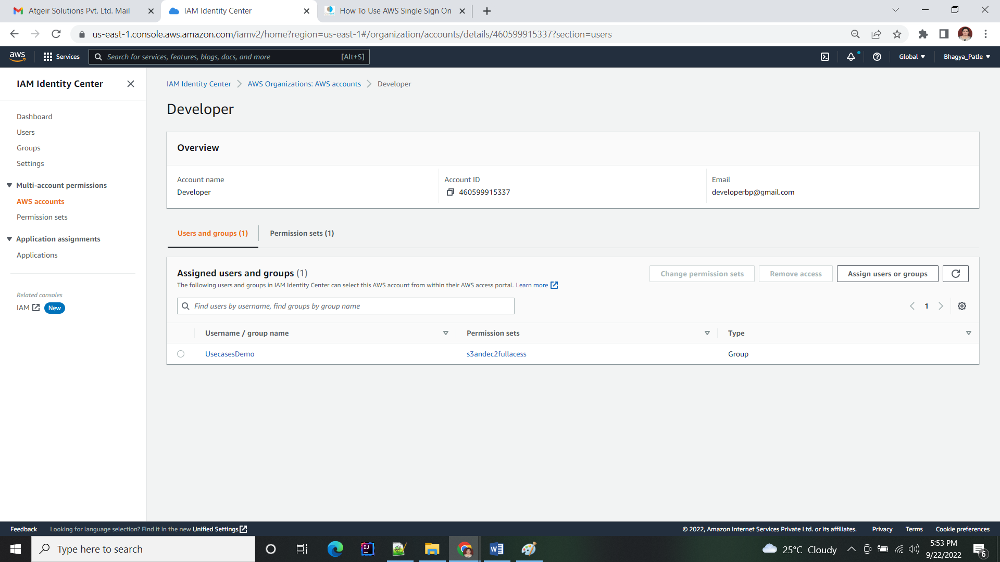 Atgeir Solutions Pvt. Ltd. Mail
IAM Identity Center
How To Use AWS Single Sign On
us-east-1.console.aws.amazon.com/iamv2/home?region=us-east-1#/organization/accounts/details/460599915337?section=users
aws
Services
Search for services, features, blogs, docs, and more
[Alt+S]
Global
Bhagya_Patle
IAM Identity Center
Dashboard
Users
Groups
Settings
Multi-account permissions
AWS accounts
Permission sets
Application assignments
Applications
Related consoles
IAM New
IAM Identity Center
AWS Organizations: AWS accounts
Developer
Developer
Overview
Account name
Developer
Account ID
460599915337
Email
developerbp@gmail.com
Users and groups (1)
Permission sets (1)
Assigned users and groups (1)
The following users and groups in IAM Identity Center can select this AWS account from within their AWS access portal. Learn more
Change permission sets
Remove access
Assign users or groups
Find users by username, find groups by group name
1
Username / group name
Permission sets
Type
UsecasesDemo
s3andec2fullacess
Group
Feedback
Looking for language selection? Find it in the new Unified Settings
© 2022, Amazon Internet Services Private Ltd. or its affiliates.
Privacy
Terms
Cookie preferences
Type here to search
IJ
W
25°C Cloudy
5:53 PM
9/22/2022
6